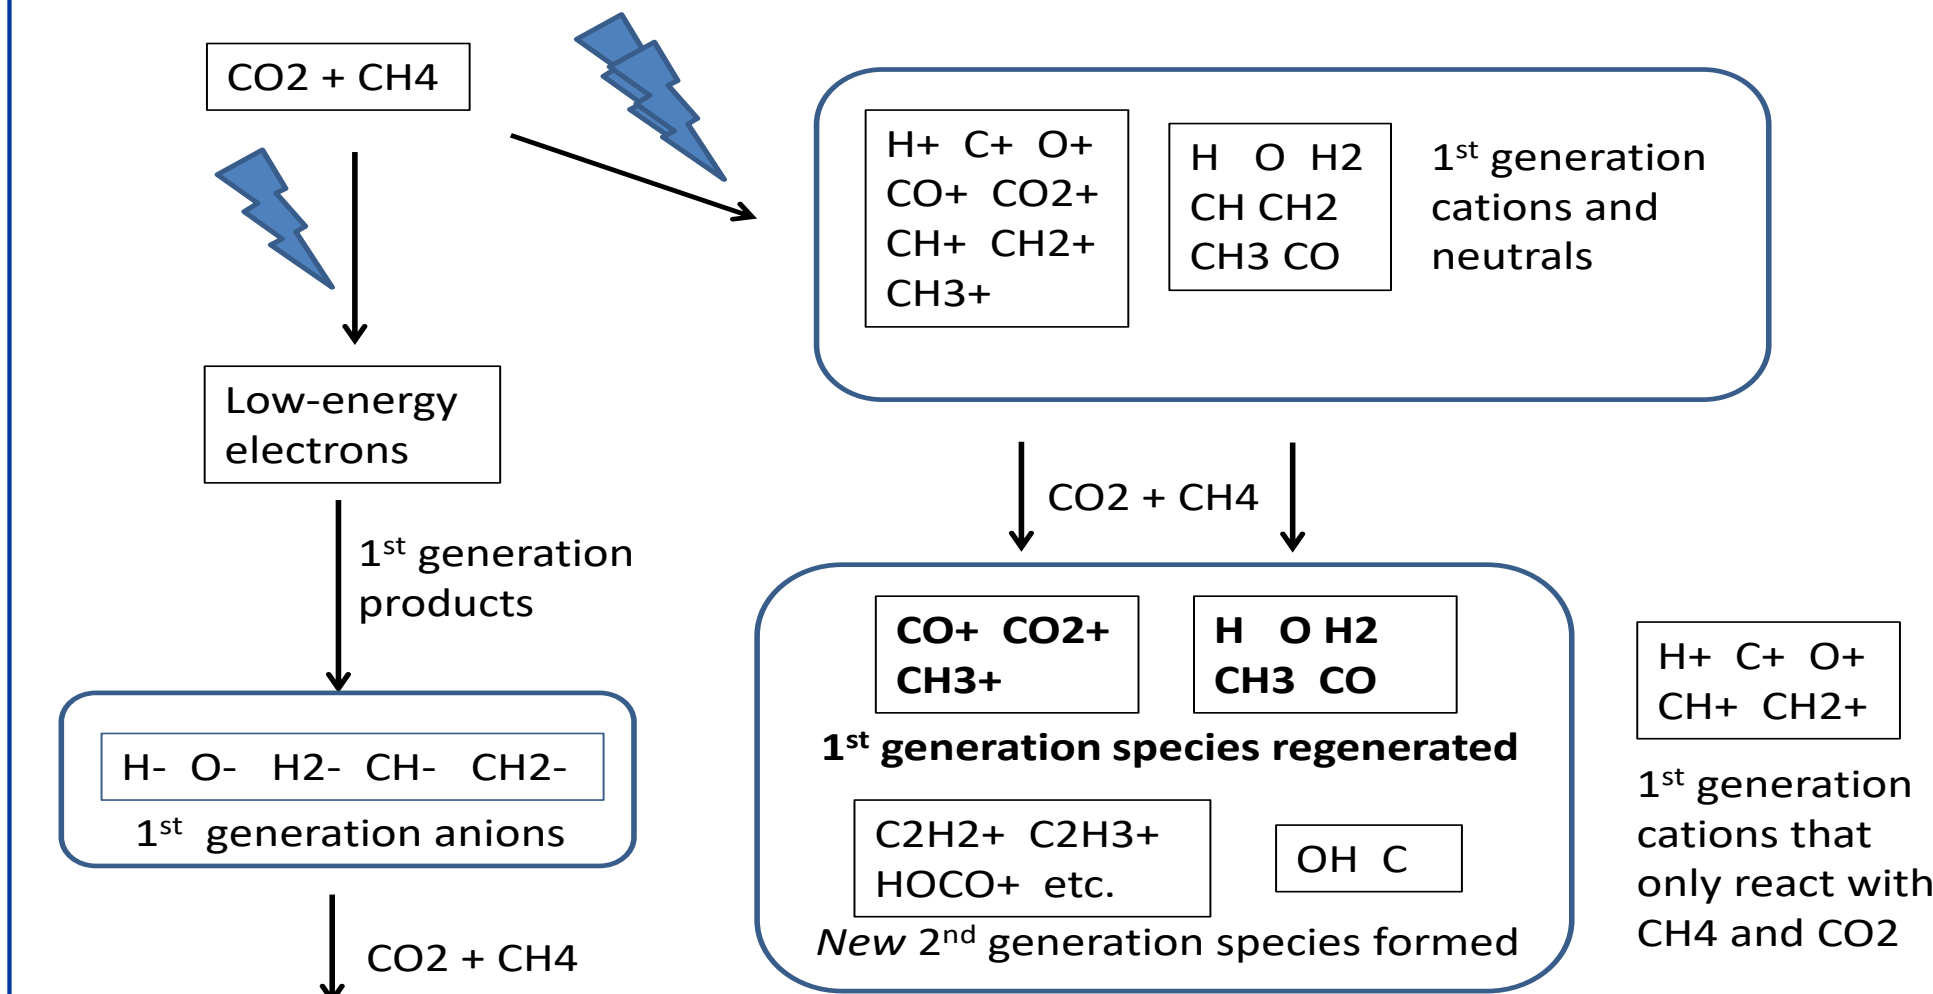 CO2 + CH4
H+ C+ O+
CO+ CO2+
CH+ CH2+
CH3+
H O H2
CH CH2
CH3 CO
1st generation
cations and
neutrals
Low-energy
electrons
CO2 + CH4
1st generation
products
CO+ CO2+
CH3+
H O H2
CH3 CO
1st generation species regenerated
H+ C+ O+
CH+ CH2+
H- O- H2- CH- CH2-
1st generation anions
1st generation
cations that
only react with
CH4 and CO2
C2H2+ C2H3+
HOCO+ etc.
OH C
New 2nd generation species formed
CO2 + CH4